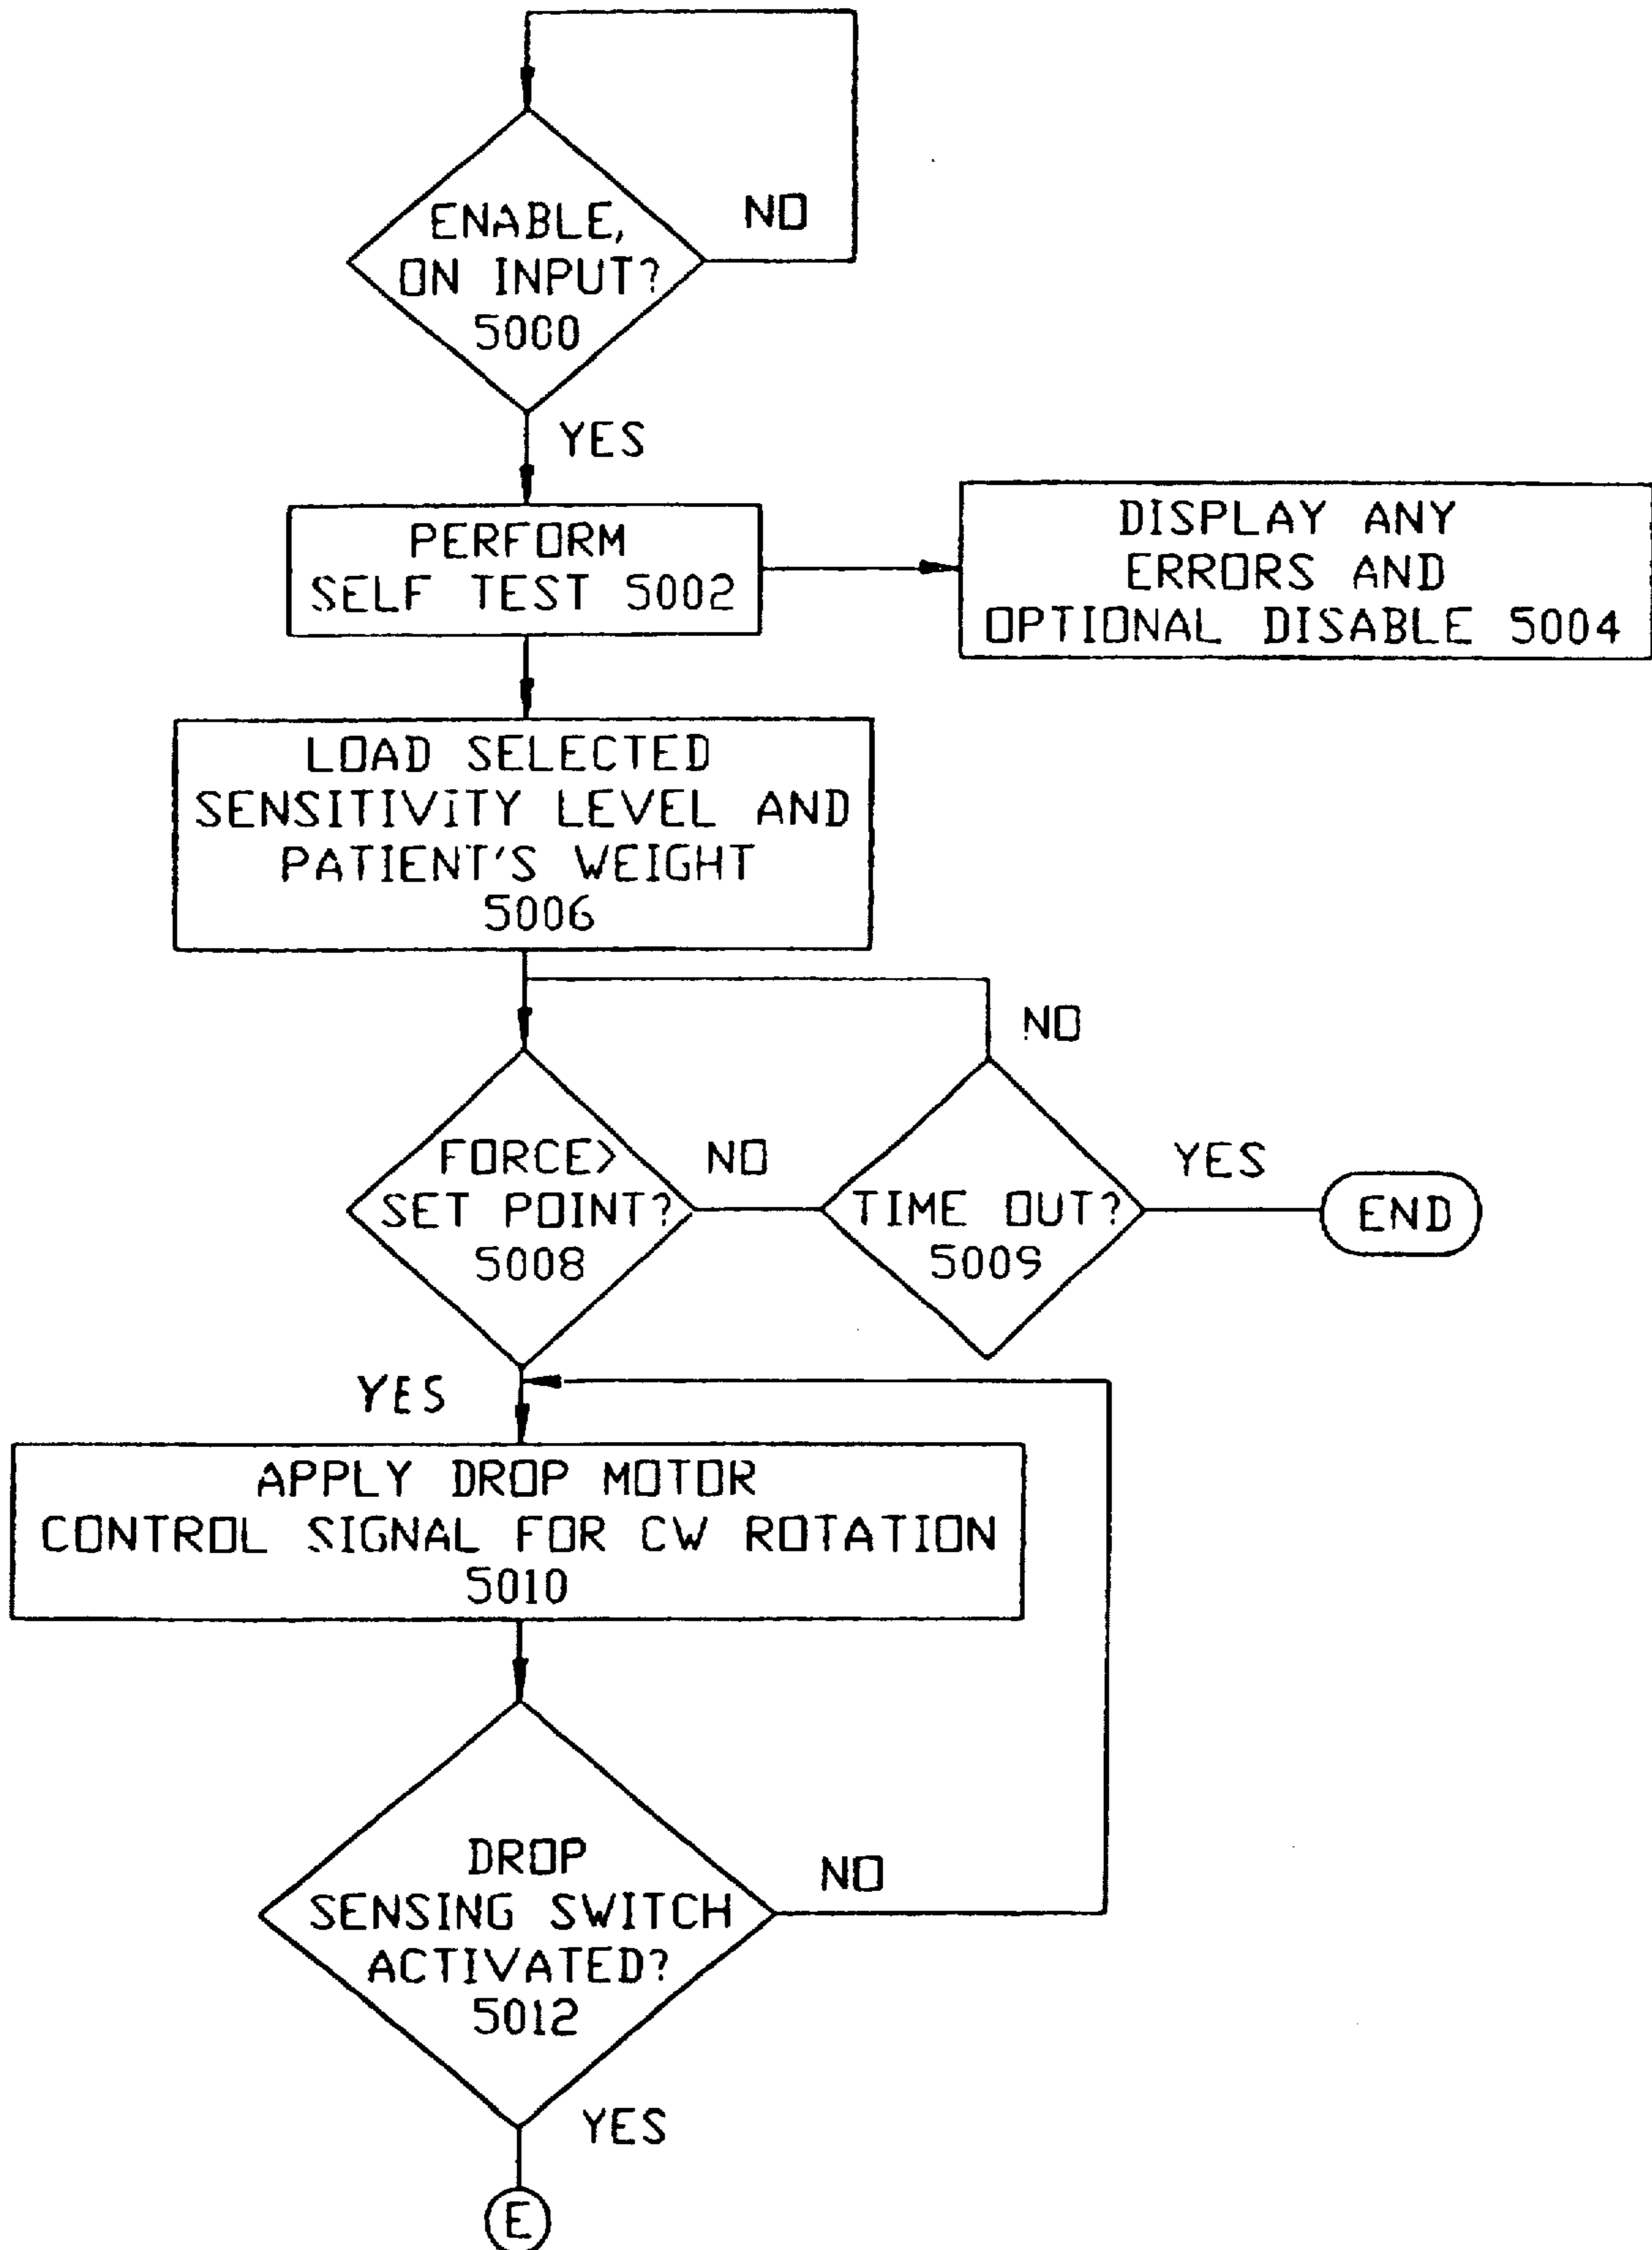 ENABLE,
ON INPUT?
5000
NO
YES
PERFORM
SELF TEST 5002
DISPLAY ANY
ERRORS AND
OPTIONAL DISABLE 5004
LOAD SELECTED
SENSITIVITY LEVEL AND
PATIENT'S WEIGHT
5006
NO
FORCE>
SET POINT?
5008
NO
TIME OUT?
5009
YES
END
YES
APPLY DROP MOTOR
CONTROL SIGNAL FOR CW ROTATION
5010
DROP
SENSING SWITCH
ACTIVATED?
5012
NO
YES
E